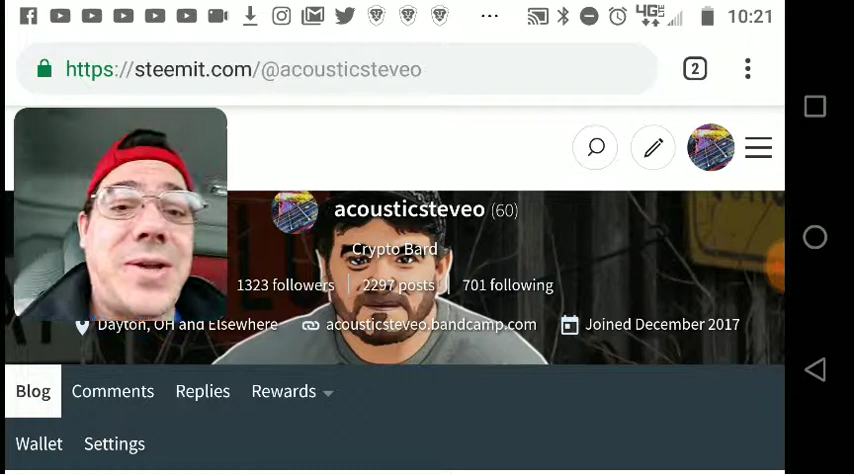 10:21
https://steemit.com/@acousticsteveo
2
acousticsteveo (60)
Crypto Bard
1323 followers 2297 posts 701 following
Dayton, OH and Elsewhere acousticsteveo.bandcamp.com Joined December 2017
Blog Comments Replies Rewards
Wallet Settings